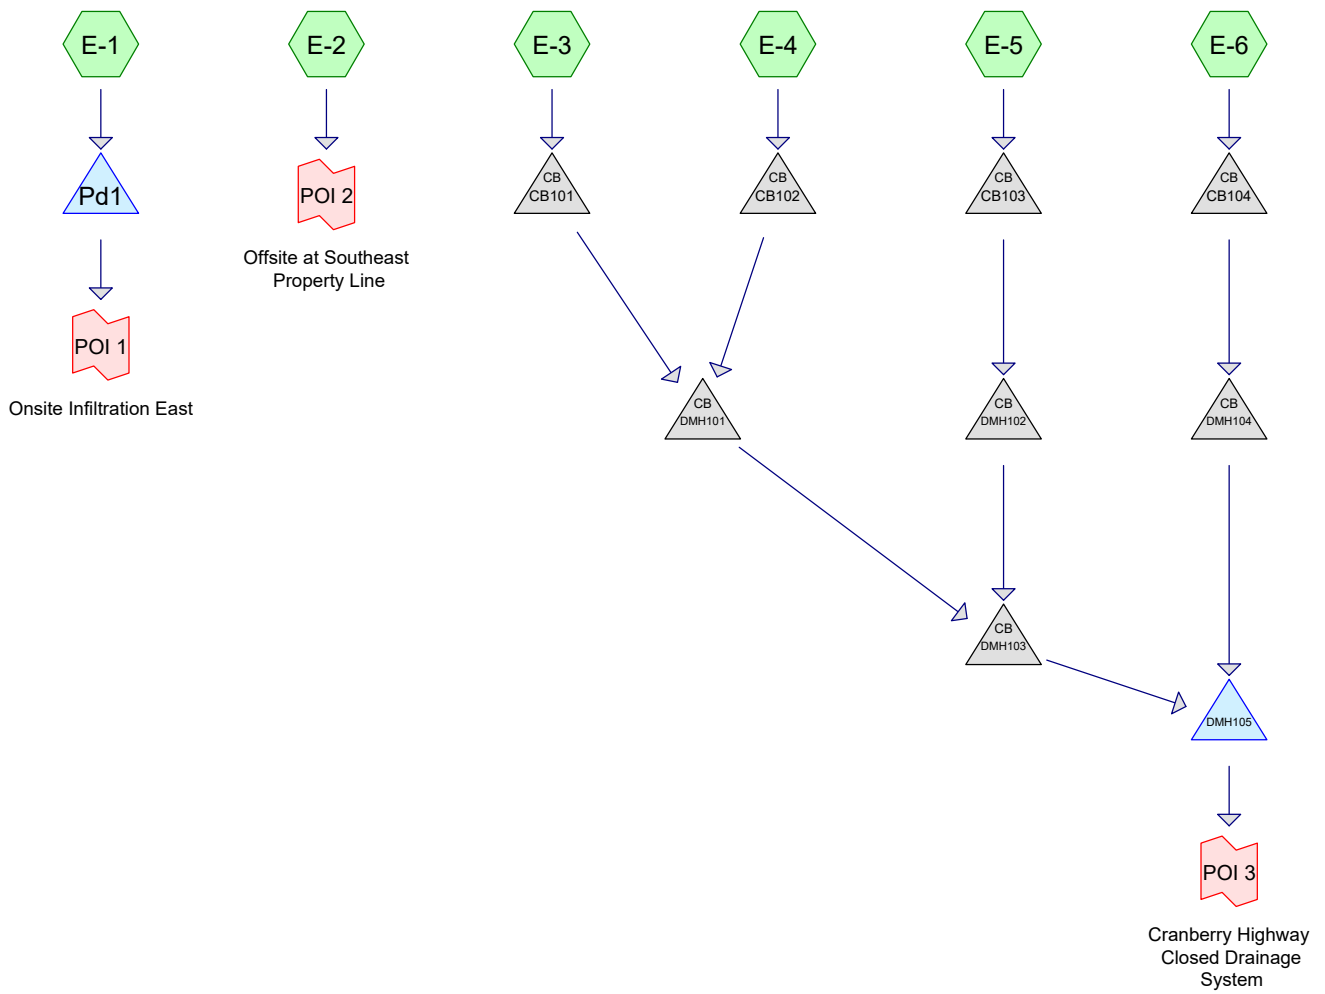 E-1
E-2
E-3
E-4
E-5
E-6
Pd1
POI 2
CB
CB101
CB
CB102
CB
CB103
CB
CB104
Offsite at Southeast
Property Line
POI 1
Onsite Infiltration East
CB
DMH101
CB
DMH102
CB
DMH104
CB
DMH103
DMH105
POI 3
Cranberry Highway
Closed Drainage
System